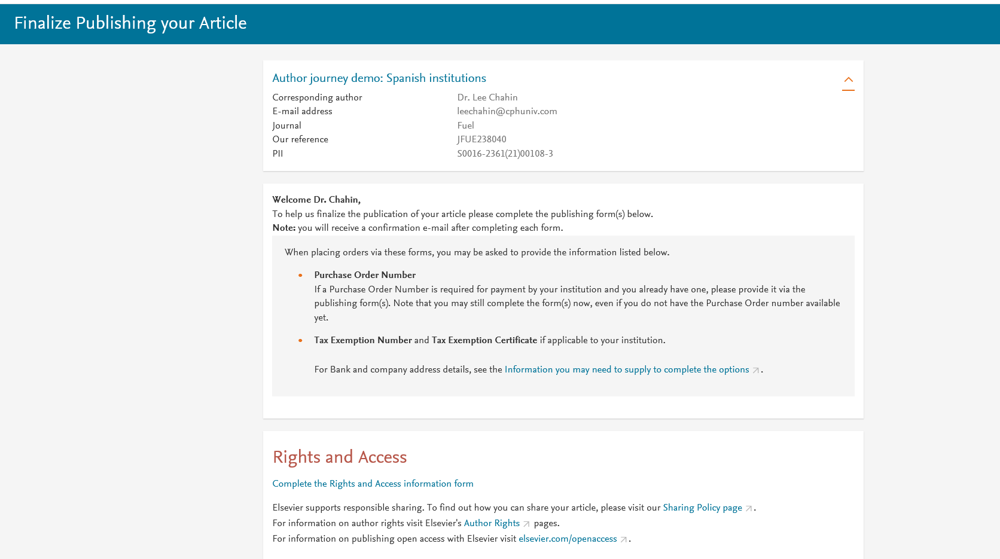 Finalize Publishing your Article
Author journey demo: Spanish institutions
Corresponding author Dr. Lee Chahin
E-mail address leechahin@cphuniv.com
Journal Fuel
Our reference JFUE238040
PII S0016-2361(21)00108-3
Welcome Dr. Chahin,
To help us finalize the publication of your article please complete the publishing form(s) below.
Note: you will receive a confirmation e-mail after completing each form.
When placing orders via these forms, you may be asked to provide the information listed below.
• Purchase Order Number
If a Purchase Order Number is required for payment by your institution and you already have one, please provide it via the
publishing form(s). Note that you may still complete the form(s) now, even if you do not have the Purchase Order number available
yet.
• Tax Exemption Number and Tax Exemption Certificate if applicable to your institution.
For Bank and company address details, see the Information you may need to supply to complete the options .
Rights and Access
Complete the Rights and Access information form
Elsevier supports responsible sharing. To find out how you can share your article, please visit our Sharing Policy page .
For information on author rights visit Elsevier's Author Rights pages.
For information on publishing open access with Elsevier visit elsevier.com/openaccess .